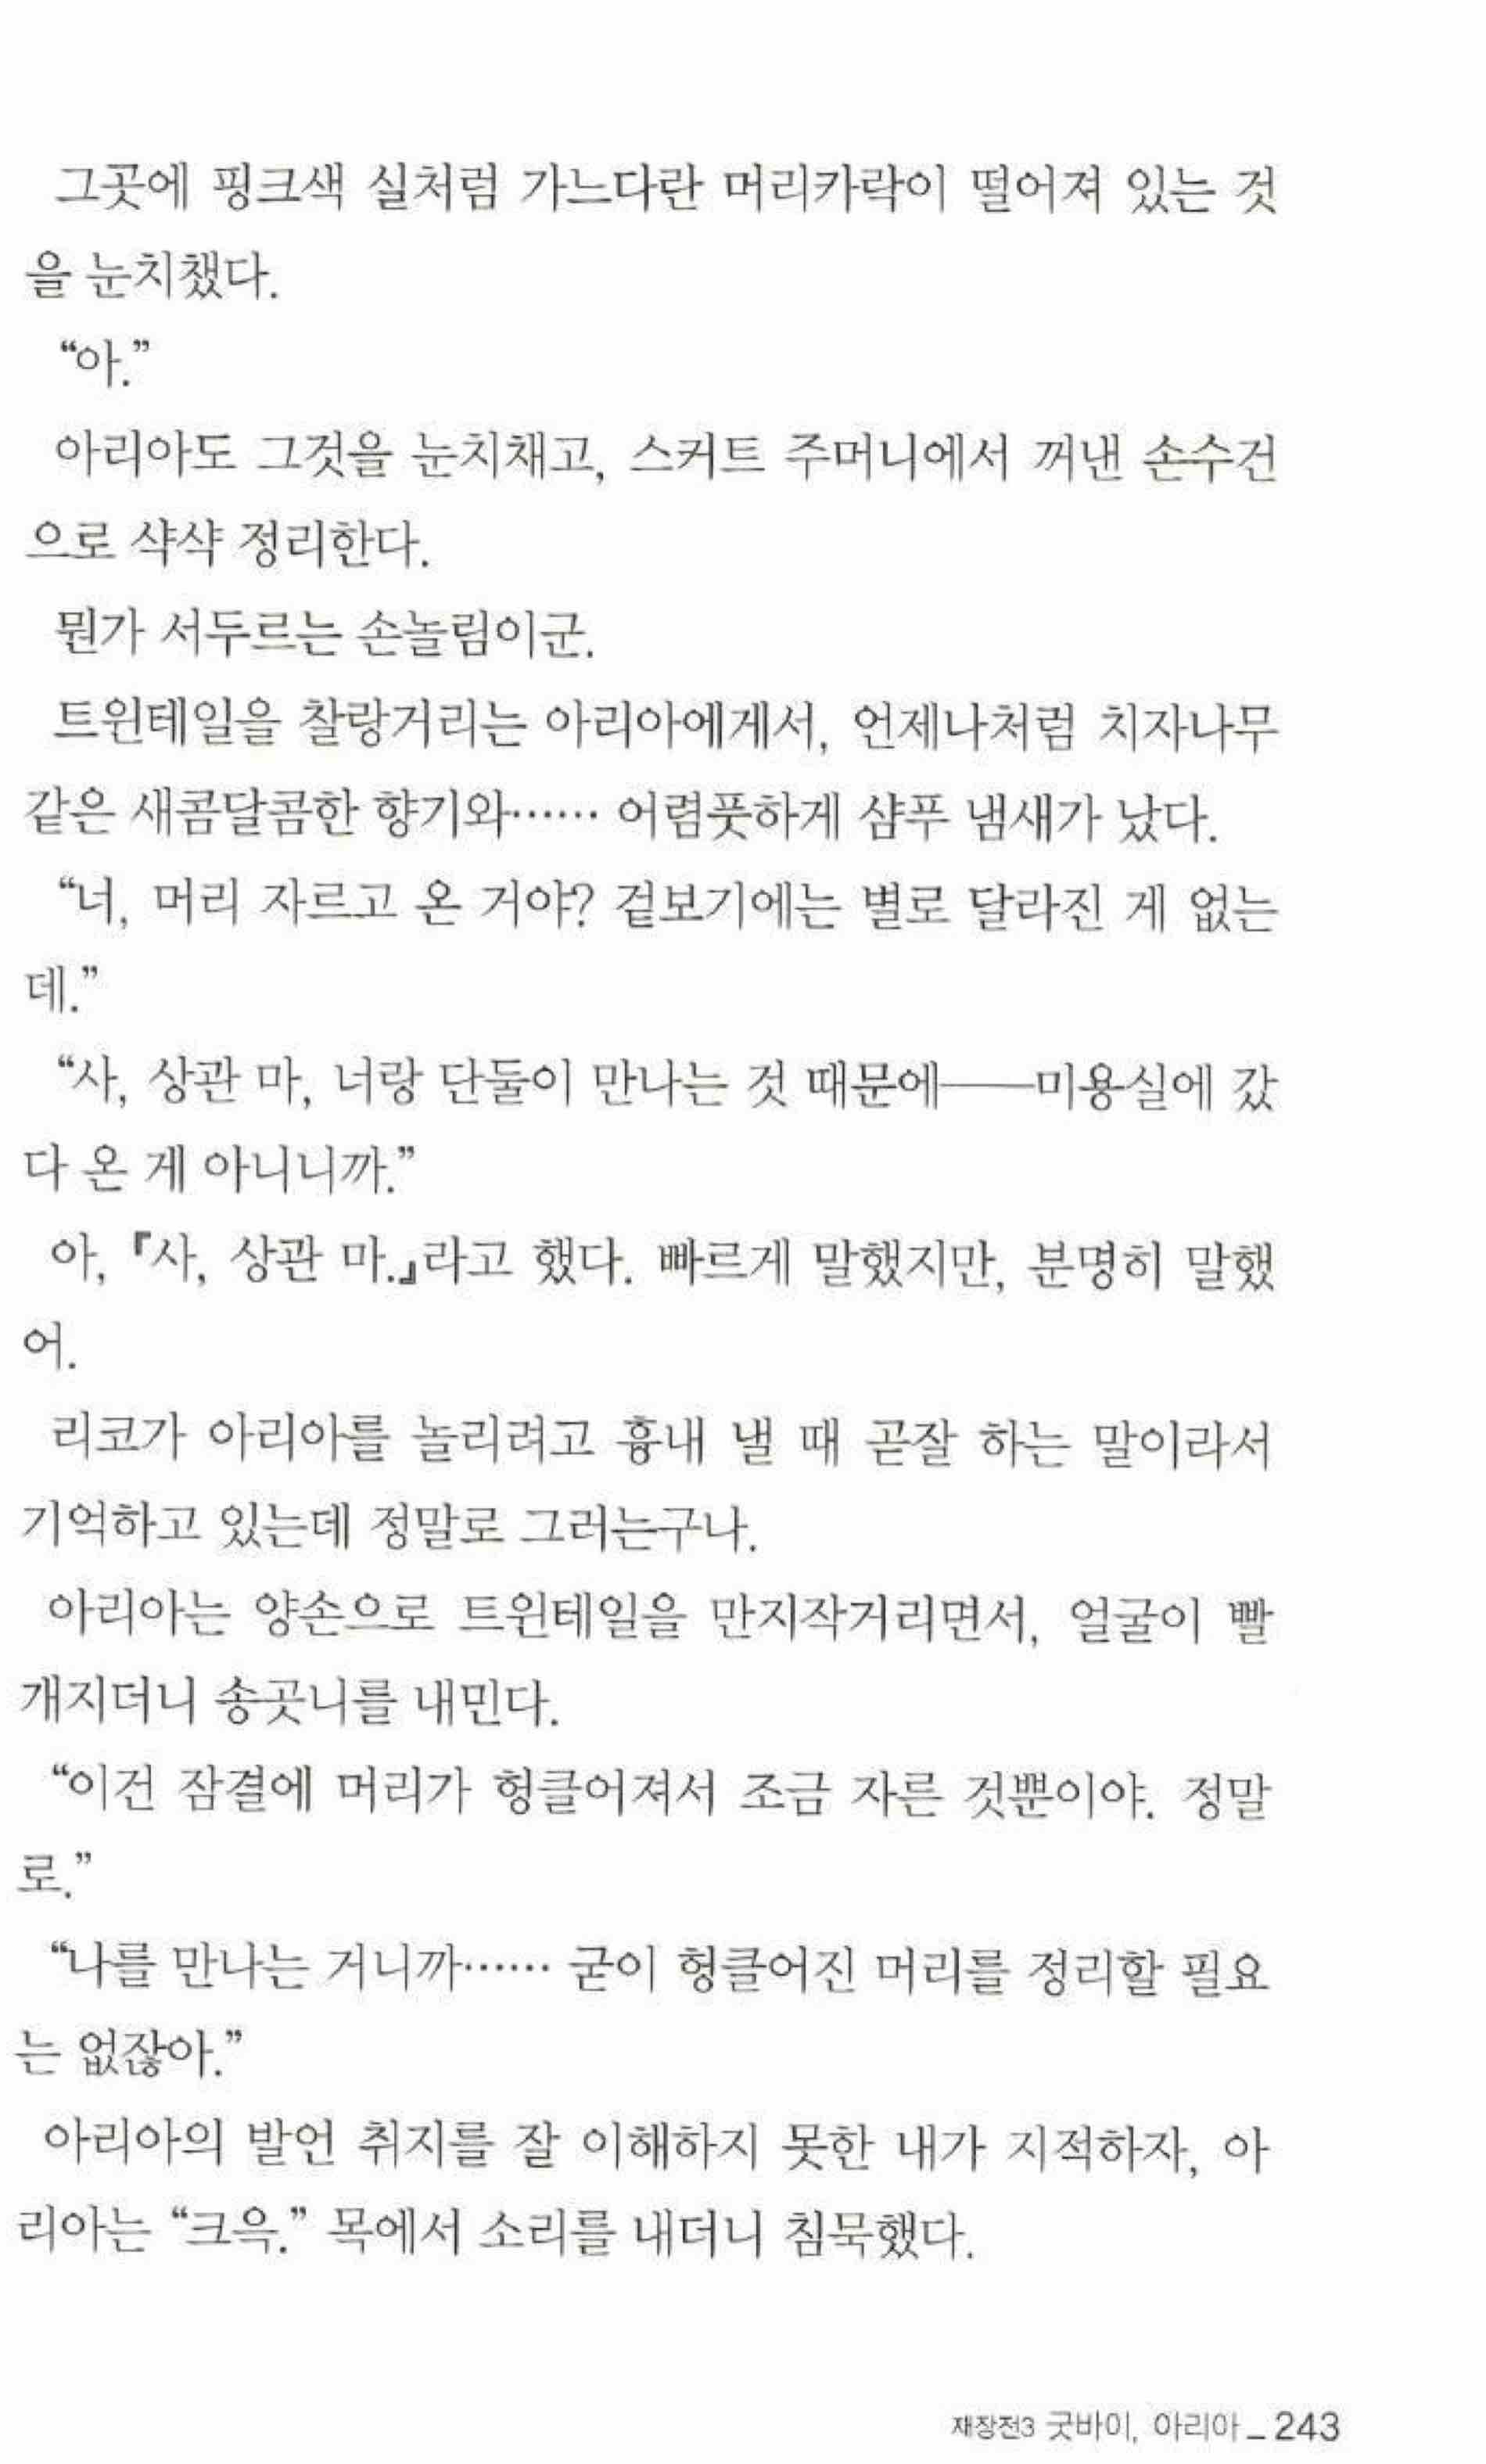 그곳에 핑크색 실처럼 가느다란 머리카락이 떨어져 있는 것
을 눈치챘다.
“아.”
아리아도 그것을 눈치채고, 스커트 주머니에서 꺼낸 손수건
으로 샥샥 정리한다.
뭔가 서두르는 손놀림이군.
트윈테일을 찰랑거리는 아리아에게서, 언제나처럼 치자나무
같은 새콤달콤한 향기와…… 어렴풋하게 샴푸 냄새가 났다.
“너, 머리 자르고 온 거야? 겉보기에는 별로 달라진 게 없는
데.”
“사, 상관 마, 너랑 단둘이 만나는 것 때문에──미용실에 갔
다 온 게 아니니까.”
아, 『사, 상관 마.』라고 했다. 빠르게 말했지만, 분명히 말했
어.
리코가 아리아를 놀리려고 흉내 낼 때 곧잘 하는 말이라서
기억하고 있는데 정말로 그러는구나.
아리아는 양손으로 트윈테일을 만지작거리면서, 얼굴이 빨
개지더니 송곳니를 내민다.
“이건 잠결에 머리가 헝클어져서 조금 자른 것뿐이야. 정말
로.”
“나를 만나는 거니까…… 굳이 헝클어진 머리를 정리할 필요
는 없잖아.”
아리아의 발언 취지를 잘 이해하지 못한 내가 지적하자, 아
리아는 “크윽.” 목에서 소리를 내더니 침묵했다.
재장전3 굿바이, 아리아 _ 243